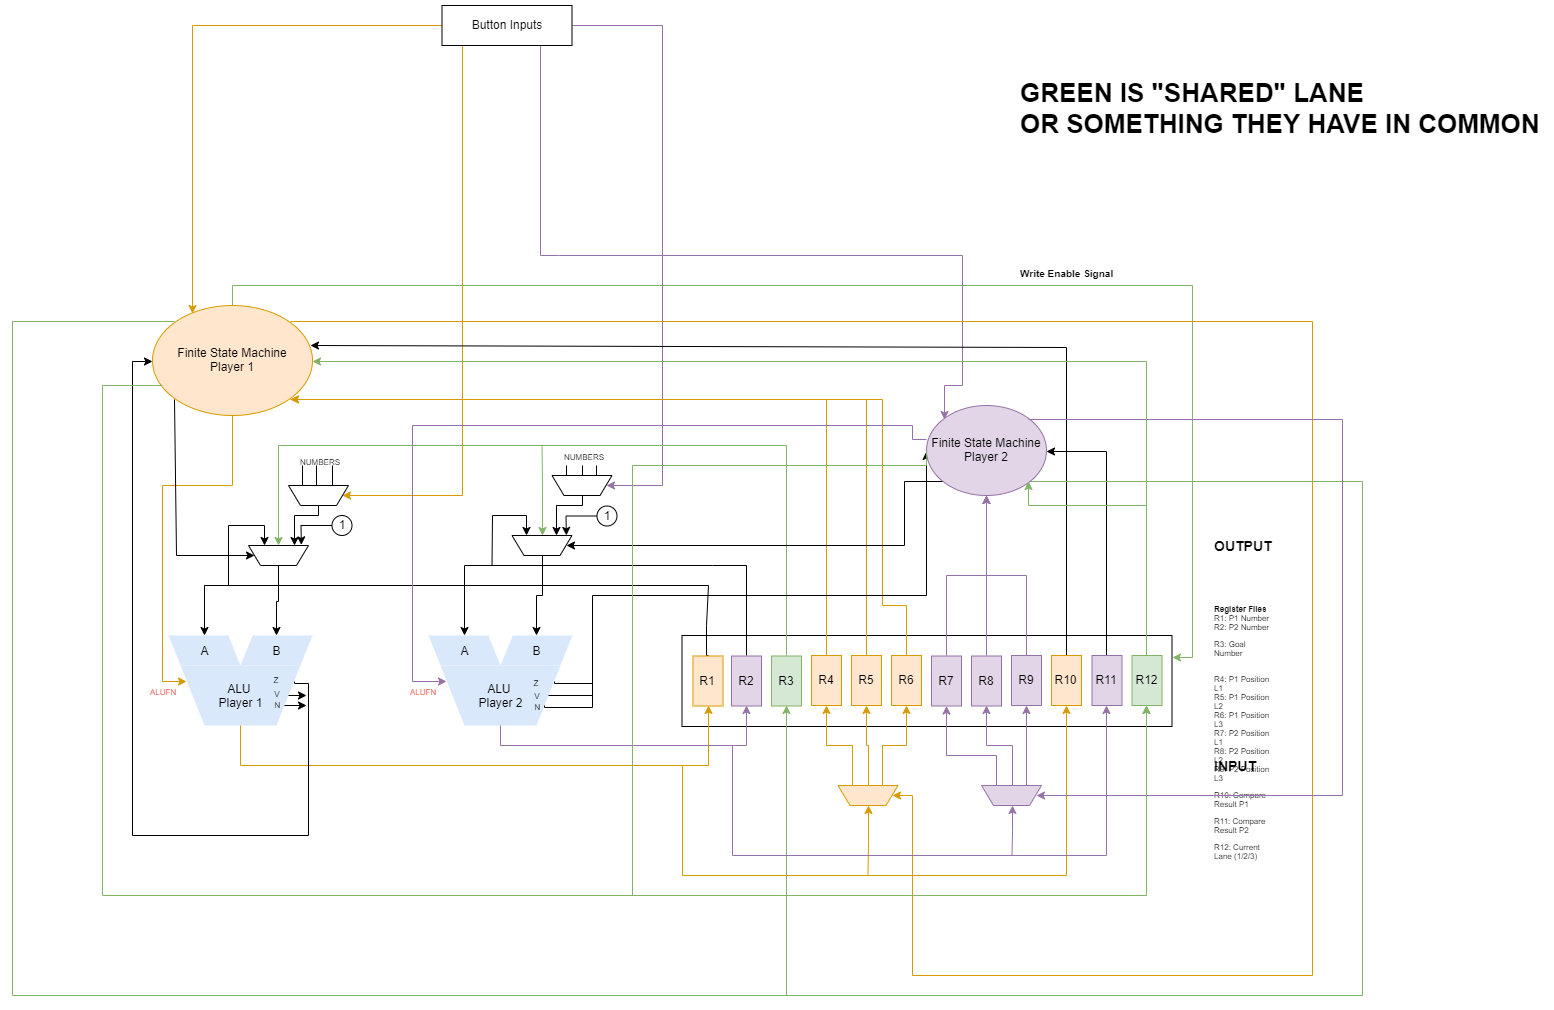 Button Inputs
GREEN IS "SHARED" LANE
OR SOMETHING THEY HAVE IN COMMON
Write Enable Signal
Finite State Machine
Player 1
Finite State Machine
Player 2
NUMBERS
NUMBERS
1
1
OUTPUT
A
B
A
B
ALU
Player 1
Z
V
N
ALUFN
ALU
Player 2
Z
V
N
ALUFN
R1
R2
R3
R4
R5
R6
R7
R8
R9
R10
R11
R12
Register Files
R1: P1 Number
R2: P2 Number
R3: Goal
Number
R4: P1 Position
L1
R5: P1 Position
L2
R6: P1 Position
L3
R7: P2 Position
L1
R8: P2 Position
L2
INPUT
R9: P2 Position
L3
R10: Compare
Result P1
R11: Compare
Result P2
R12: Current
Lane (1/2/3)